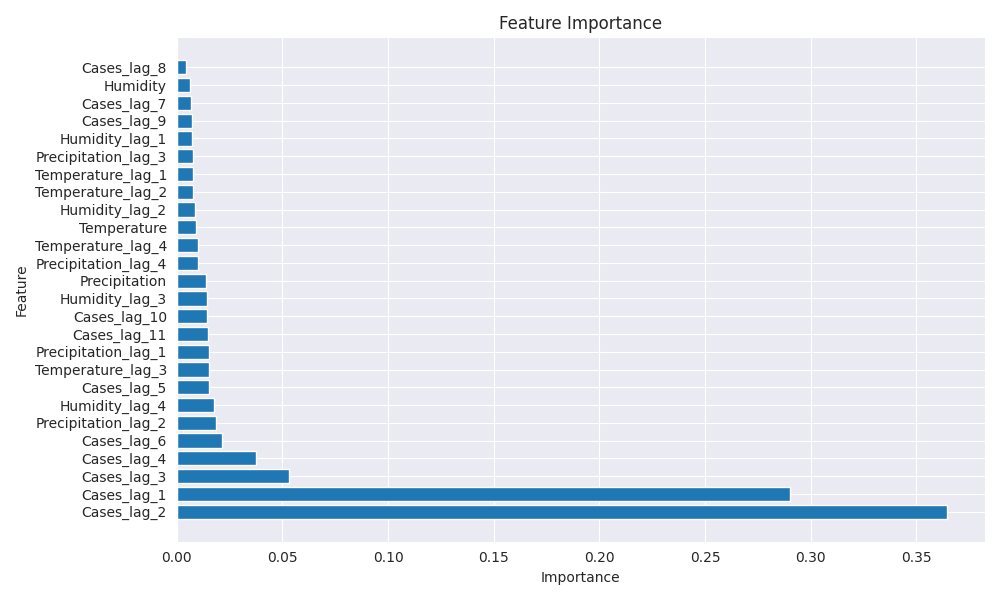 Feature Importance
Cases_lag_8
Humidity
Cases_lag_7
Cases_lag_9
Humidity_lag_1
Precipitation_lag_3
Temperature_lag_1
Temperature_lag_2
Humidity_lag_2
Temperature
Temperature_lag_4
Precipitation_lag_4
Precipitation
Humidity_lag_3
Cases_lag_10
Cases_lag_11
Precipitation_lag_1
Temperature_lag_3
Cases_lag_5
Humidity_lag_4
Precipitation_lag_2
Cases_lag_6
Cases_lag_4
Cases_lag_3
Cases_lag_1
Cases_lag_2
Feature
0.00 0.05 0.10 0.15 0.20 0.25 0.30 0.35
Importance